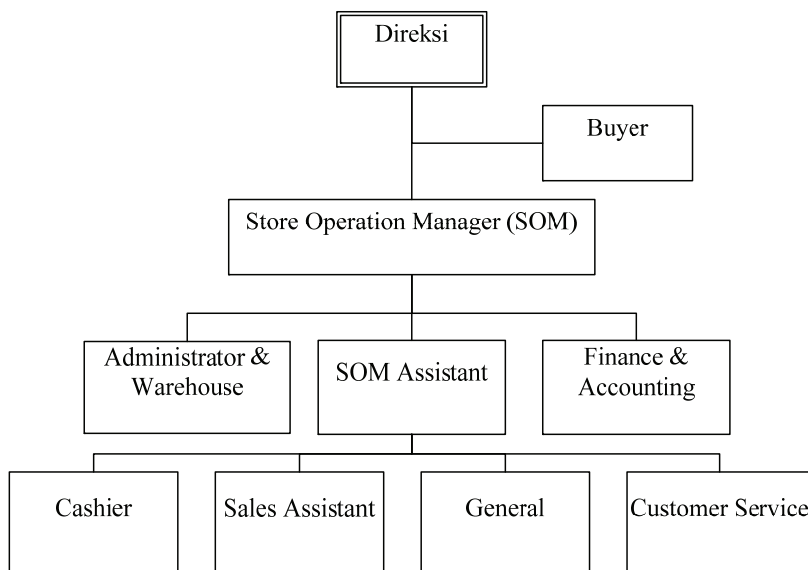 Direksi
Buyer
Store Operation Manager (SOM)
Administrator &
Warehouse
SOM Assistant
Finance &
Accounting
Cashier
Sales Assistant
General
Customer Service